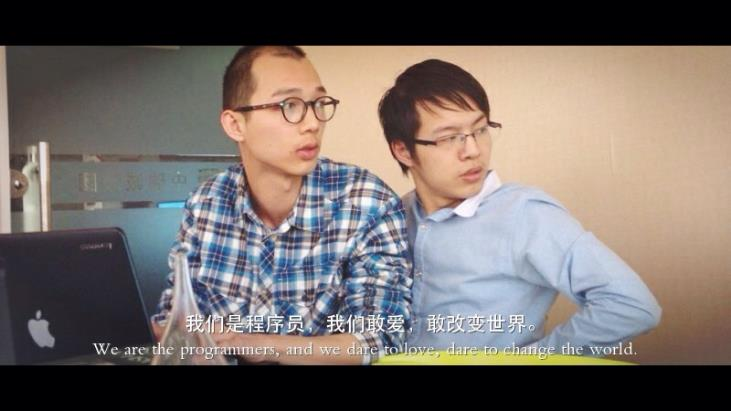 我们是程序员，我们敢爱，敢改变世界。
We are the programmers, and we dare to love, dare to change the world.